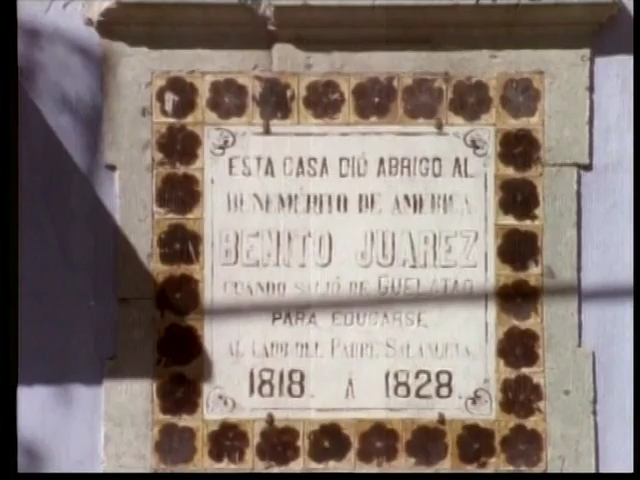 ESTA CASA DIÓ ABRIGO AL
BENEMÉRITO DE AMERICA
BENITO JUAREZ
CUANDO SALIÓ DE GUELATAO
PARA EDUCARSE
AL LADO DEL PADRE SALANUEVA.
1818. A 1828.